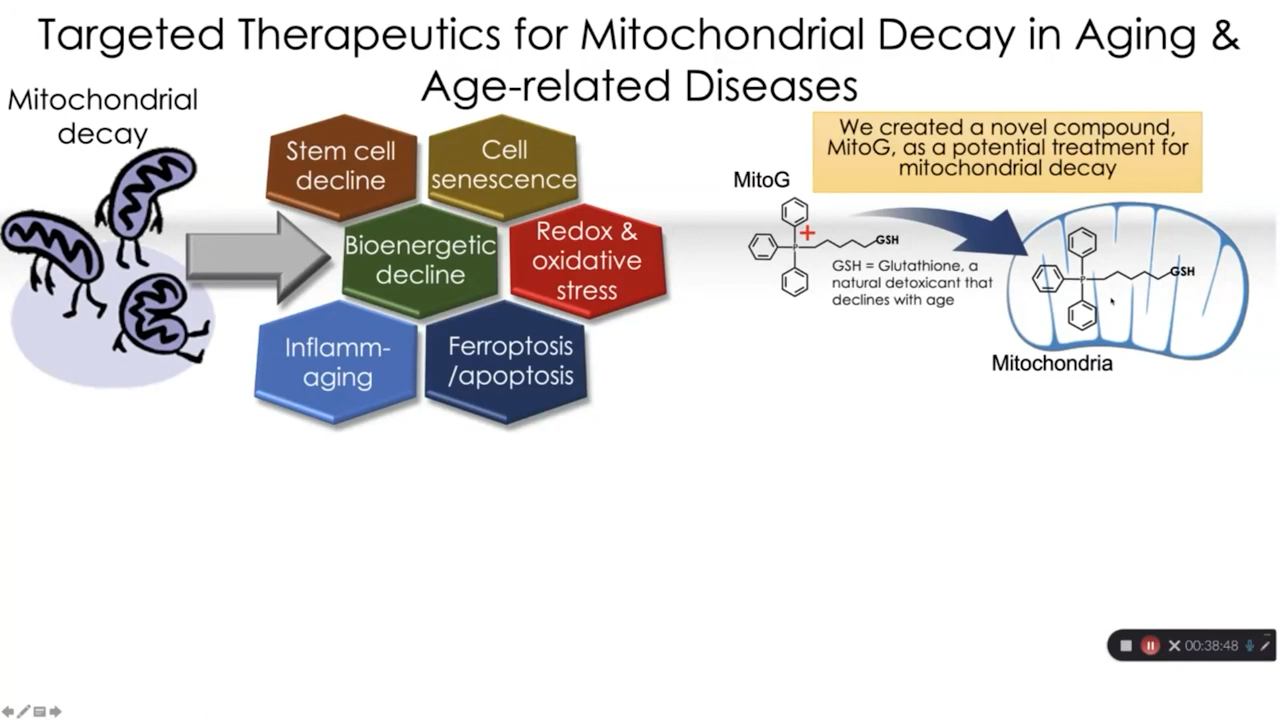 Targeted Therapeutics for Mitochondrial Decay in Aging &
Age-related Diseases
Mitochondrial
decay
Stem cell
decline
Cell
senescence
Bioenergetic
decline
Redox &
oxidative
stress
Inflamm-
aging
Ferroptosis
/apoptosis
We created a novel compound,
MitoG, as a potential treatment for
mitochondrial decay
MitoG
+
P
GSH
GSH = Glutathione, a
natural detoxicant that
declines with age
P
GSH
Mitochondria
00:38:48